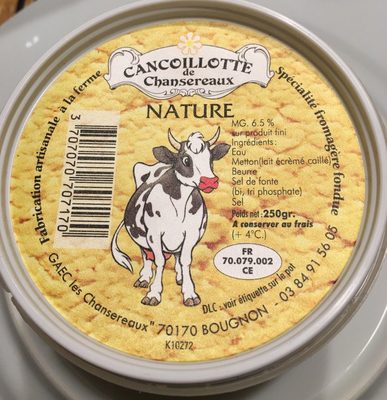 CANCOILLOTTE
de
Chansereaux
NATURE
Fabrication artisanale à la ferme
Spécialité fromagère fondue
MG. 6.5 %
sur produit fini
Ingrédients:
Eau
Metton(lait écrèmé caillé)
Beurre
Sel de fonte
(bi, tri phosphate)
Sel
Poids net:250gr.
A conserver au frais
(+ 4°C.)
FR
70.079.002
CE
3 770707 707170
DLC : voir étiquette sur le pot
GAEC"les Chansereaux" 70170 BOUGNON - 03 84 91 56 05
K10272